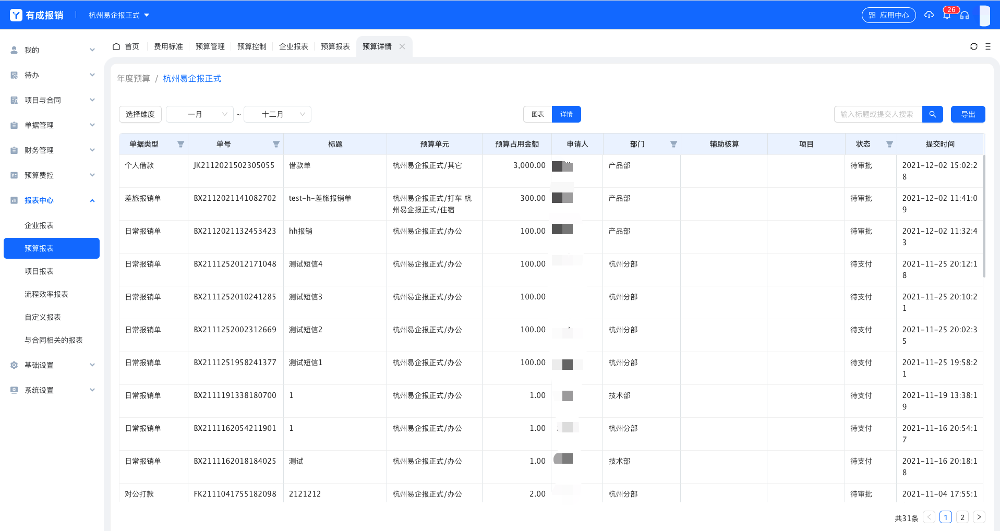 有成报销
杭州易企报正式
应用中心
26
我的
待办
项目与合同
单据管理
财务管理
预算费控
报表中心
企业报表
预算报表
项目报表
流程效率报表
自定义报表
与合同相关的报表
基础设置
系统设置
首页 费用标准 预算管理 预算控制 企业报表 预算报表 预算详情
年度预算 / 杭州易企报正式
选择维度 一月 ~ 十二月 图表 详情 输入标题或提交人搜索 导出
单据类型 单号 标题 预算单元 预算占用金额 申请人 部门 辅助核算 项目 状态 提交时间
个人借款 JK2112021502305055 借款单 杭州易企报正式/其它 3,000.00 产品部 待审批 2021-12-02 15:02:2
8
差旅报销单 BX2112021141082702 test-h-差旅报销单 杭州易企报正式/打车 杭 300.00 产品部 待审批 2021-12-02 11:41:0
州易企报正式/住宿 9
日常报销单 BX2112021132453423 hh报销 杭州易企报正式/办公 100.00 产品部 待审批 2021-12-02 11:32:4
3
日常报销单 BX2111252012171048 测试短信4 杭州易企报正式/办公 100.00 杭州分部 待支付 2021-11-25 20:12:1
8
日常报销单 BX2111252010241285 测试短信3 杭州易企报正式/办公 100.00 杭州分部 待支付 2021-11-25 20:10:2
1
日常报销单 BX2111252002312669 测试短信2 杭州易企报正式/办公 100.00 杭州分部 待支付 2021-11-25 20:02:3
5
日常报销单 BX2111251958241377 测试短信1 杭州易企报正式/办公 100.00 杭州分部 待支付 2021-11-25 19:58:2
1
日常报销单 BX2111191338180700 1 杭州易企报正式/办公 1.00 技术部 待支付 2021-11-19 13:38:1
9
日常报销单 BX2111162054211901 1 杭州易企报正式/办公 1.00 杭州分部 待支付 2021-11-16 20:54:1
7
日常报销单 BX2111162018184025 测试 杭州易企报正式/办公 1.00 技术部 待支付 2021-11-16 20:18:1
8
对公打款 FK2111041755182098 2121212 杭州易企报正式/办公 2.00 杭州分部 待审批 2021-11-04 17:55:1
共31条 < 1 2 >